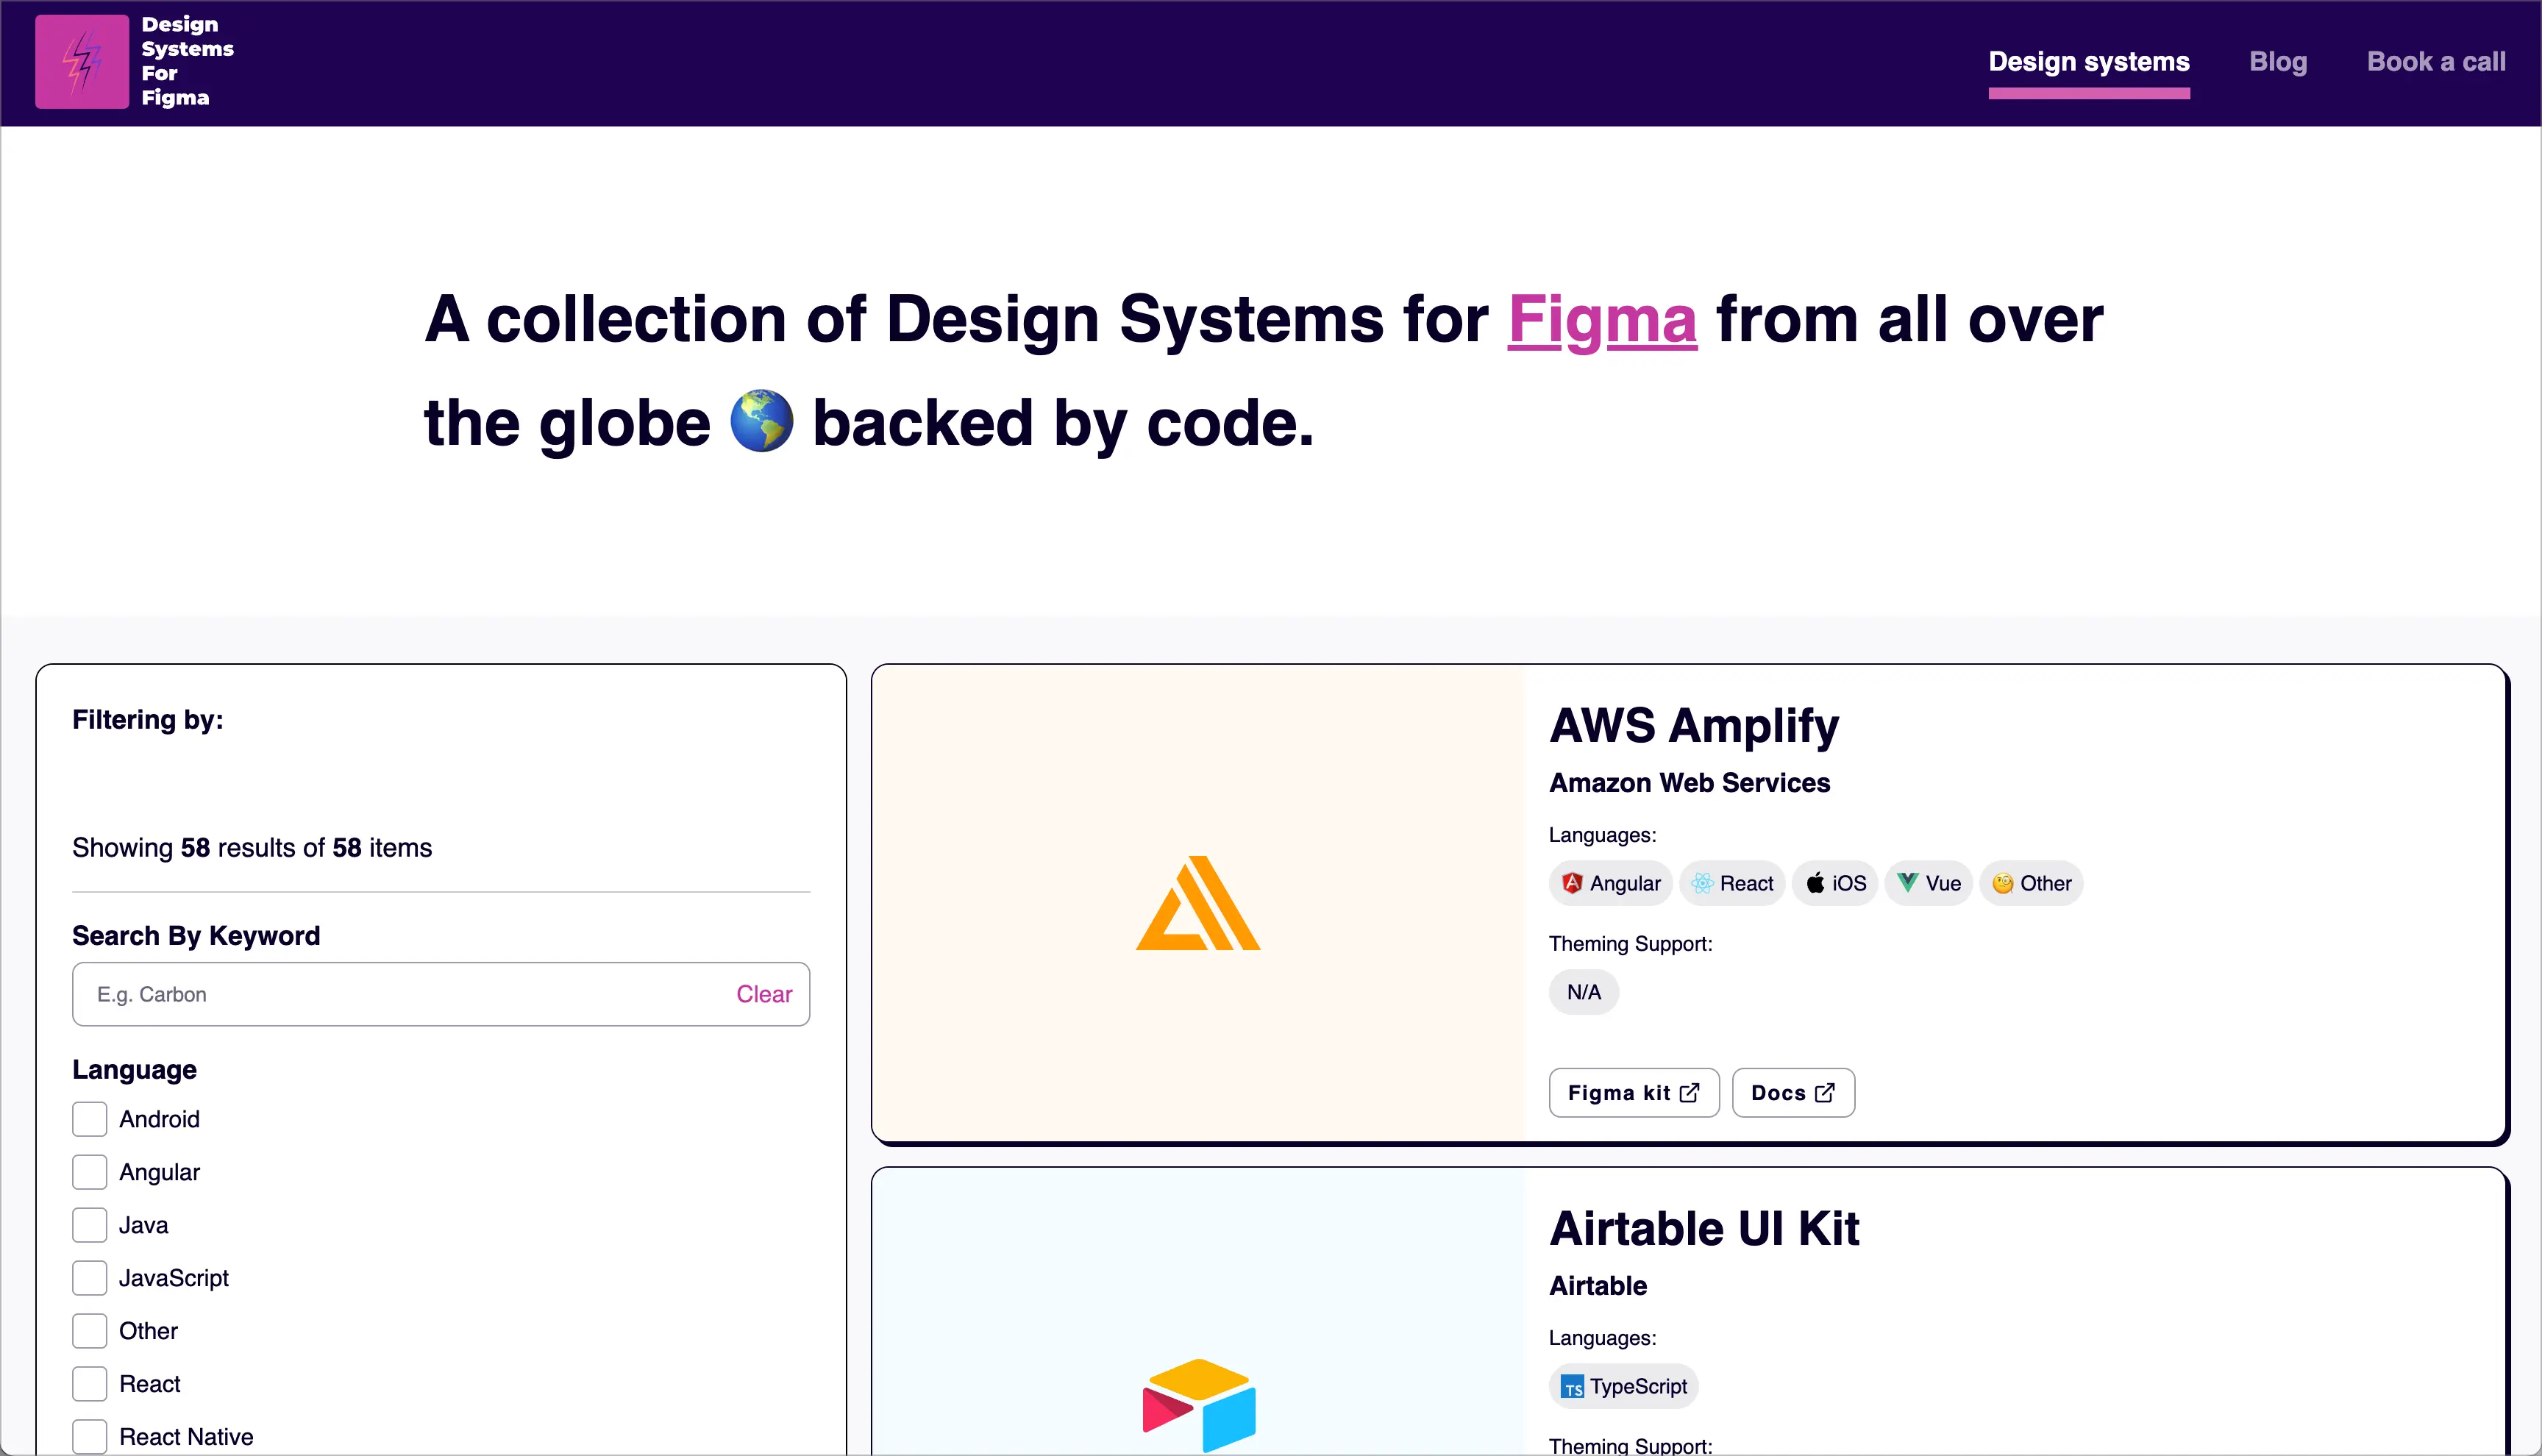 Design
Systems
For
Figma
Design systems
Blog
Book a call
A collection of Design Systems for Figma from all over
the globe 🌎 backed by code.
Filtering by:
Showing 58 results of 58 items
Search By Keyword
E.g. Carbon
Clear
Language
Android
Angular
Java
JavaScript
Other
React
React Native
AWS Amplify
Amazon Web Services
Languages:
Angular
React
iOS
Vue
Other
Theming Support:
N/A
Figma kit
Docs
Airtable UI Kit
Airtable
Languages:
TS TypeScript
Theming Support: